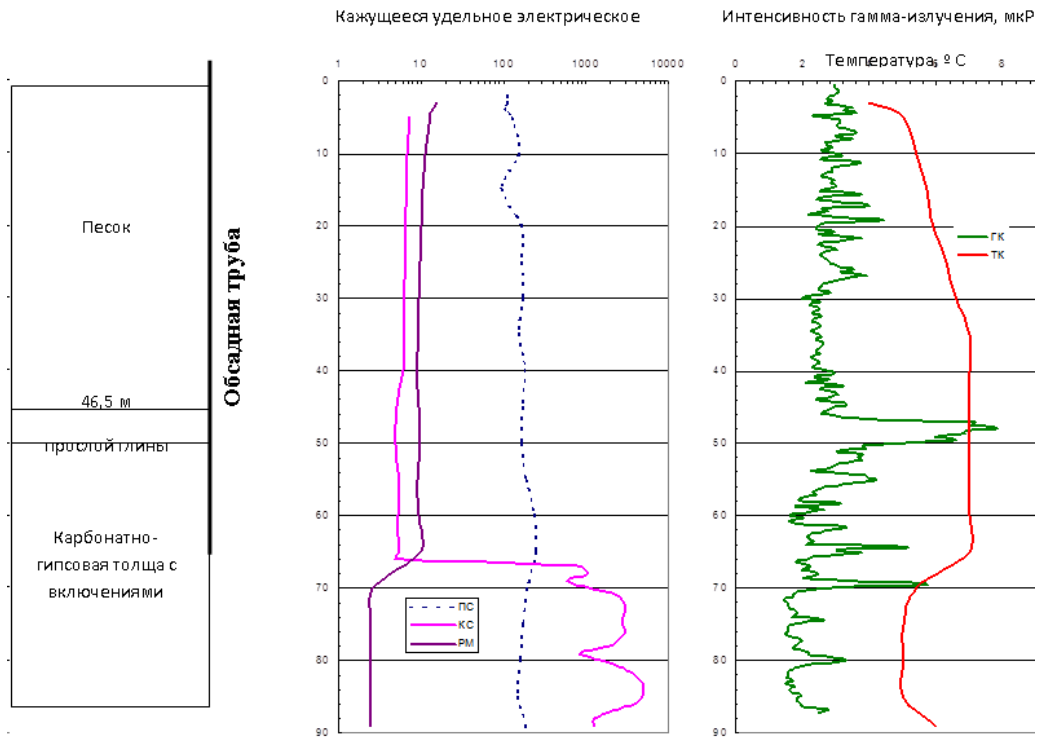 Кажущееся удельное электрическое
Интенсивность гамма-излучения, мкР
Температура, º С
1
10
100
1000
10000
0
2
8
0
10
20
30
40
50
60
70
80
90
Песок
46,5 м
прослой глины
Карбонатно-
гипсовая толща с
включениями
Обсадная труба
ПС
КС
РМ
ГК
ТК